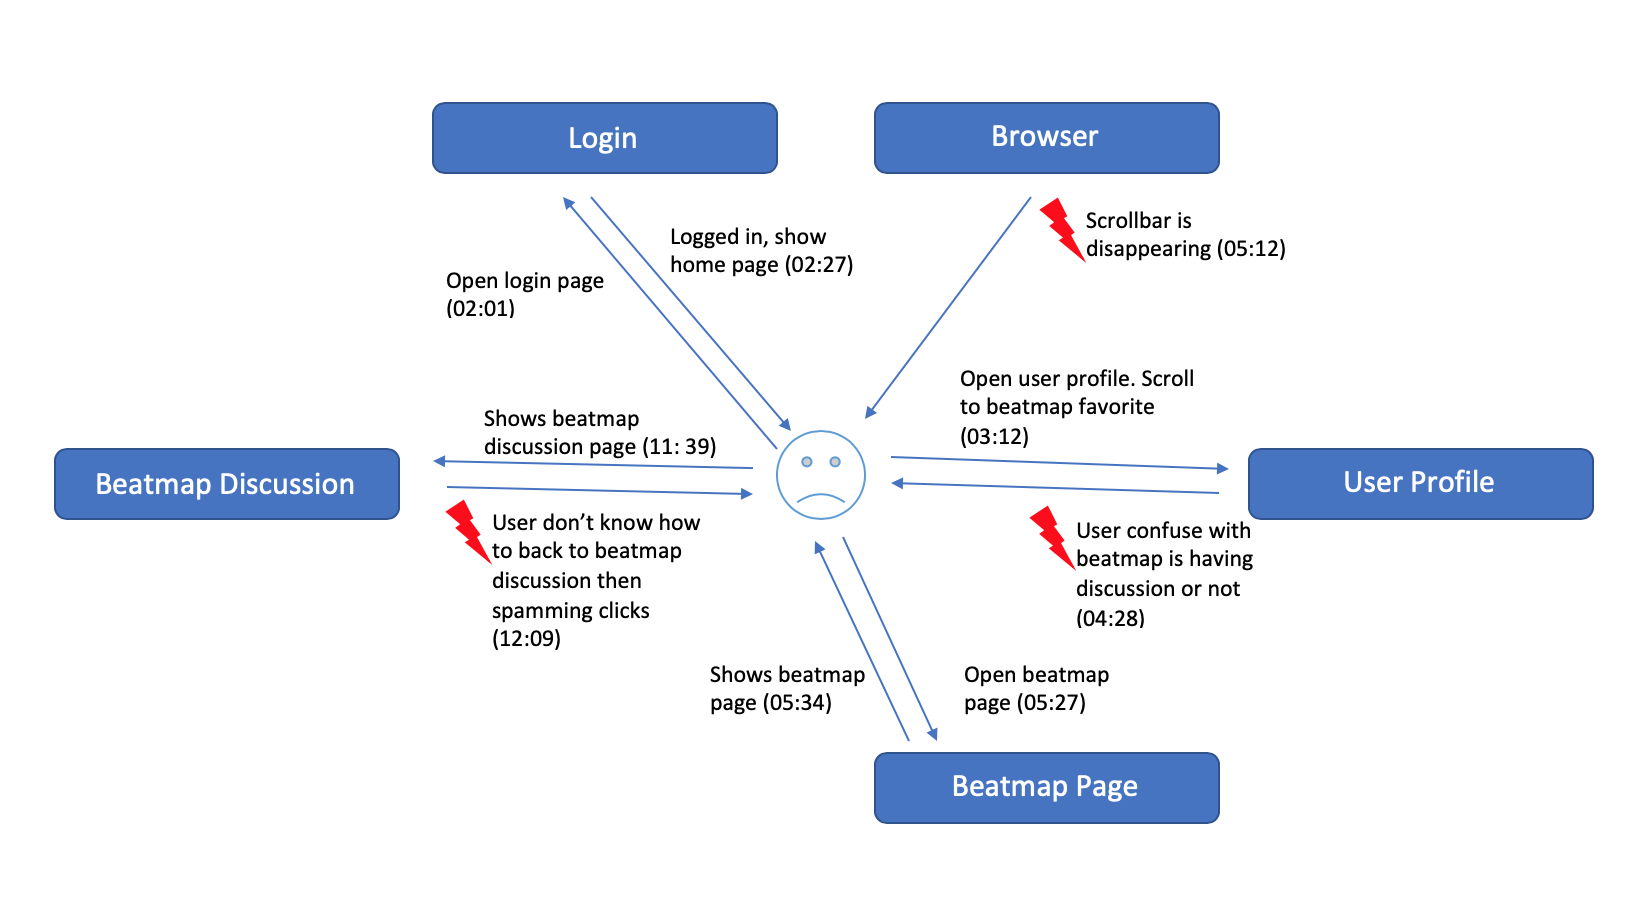 Login
Browser
Logged in, show
home page (02:27)
Scrollbar is
disappearing (05:12)
Open login page
(02:01)
Open user profile. Scroll
to beatmap favorite
(03:12)
Shows beatmap
discussion page (11: 39)
Beatmap Discussion
User Profile
User don’t know how
to back to beatmap
discussion then
spamming clicks
(12:09)
User confuse with
beatmap is having
discussion or not
(04:28)
Shows beatmap
page (05:34)
Open beatmap
page (05:27)
Beatmap Page